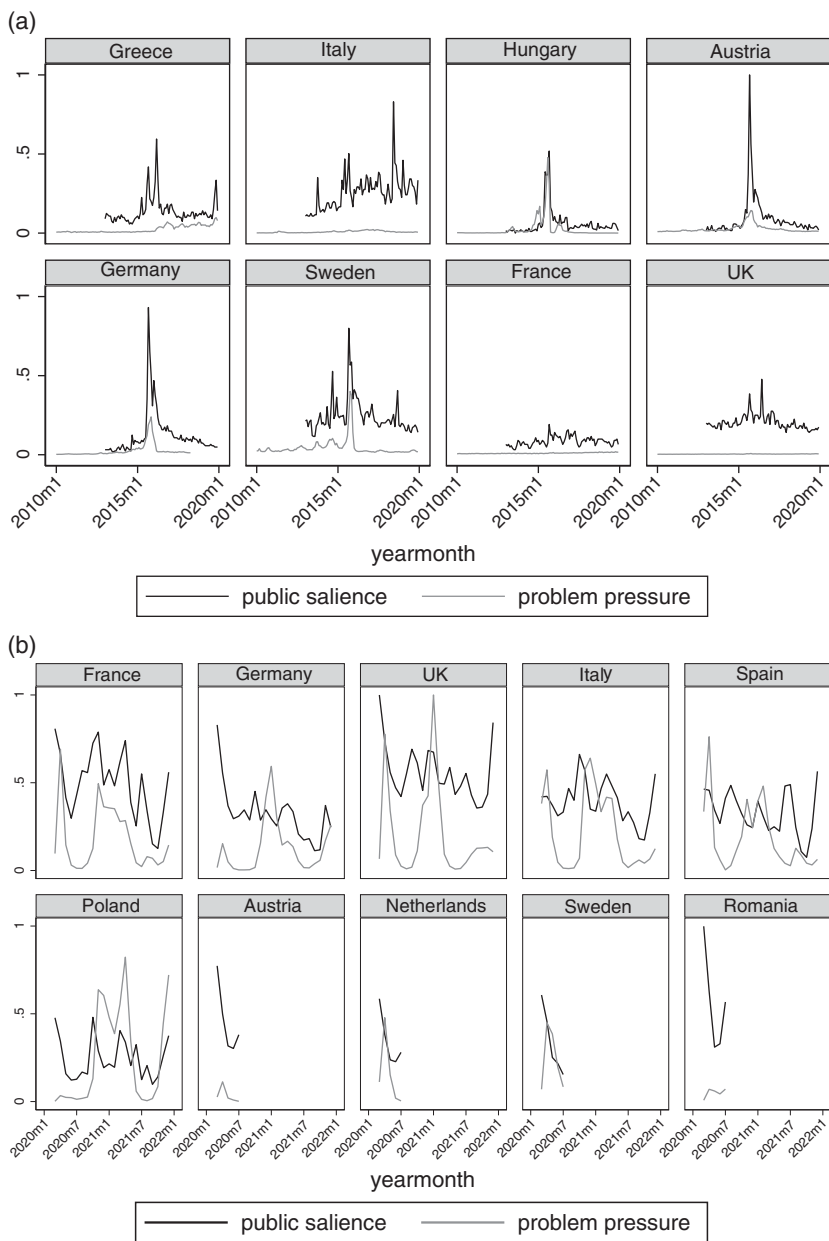 (a)
Greece Italy Hungary Austria
1
.5
0
Germany Sweden France UK
1
.5
0
2010m1 2015m1 2020m1 2010m1 2015m1 2020m1 2010m1 2015m1 2020m1 2010m1 2015m1 2020m1
yearmonth
public salience problem pressure
(b)
France Germany UK Italy Spain
1
.5
0
Poland Austria Netherlands Sweden Romania
1
.5
0
2020m1 2020m7 2021m1 2021m7 2022m1 2020m1 2020m7 2021m1 2021m7 2022m1 2020m1 2020m7 2021m1 2021m7 2022m1 2020m1 2020m7 2021m1 2021m7 2022m1 2020m1 2020m7 2021m1 2021m7 2022m1
yearmonth
public salience problem pressure